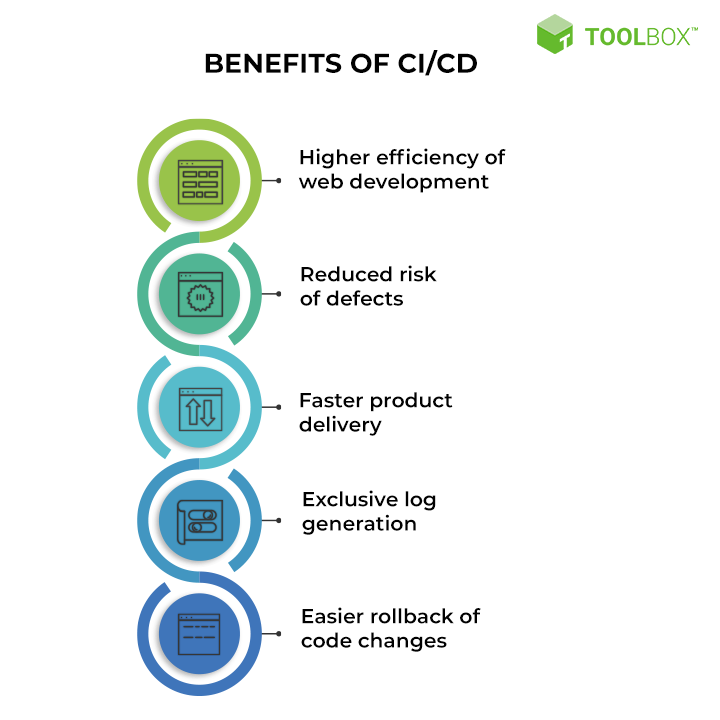 TOOLBOX™
BENEFITS OF CI/CD
Higher efficiency of
web development
Reduced risk
of defects
Faster product
delivery
Exclusive log
generation
Easier rollback of
code changes